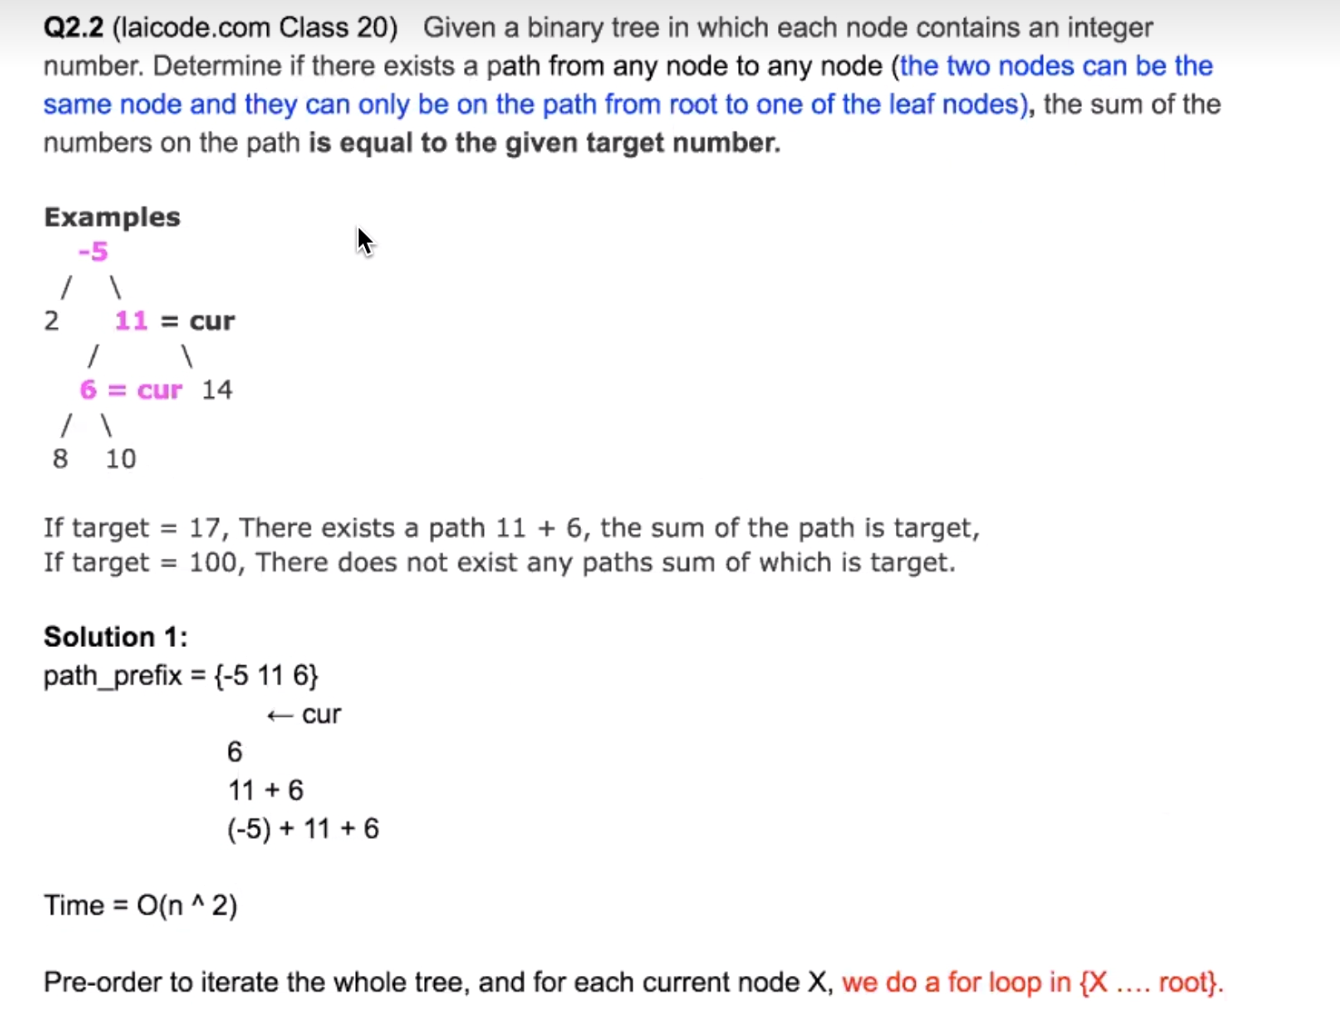 Q2.2 (laicode.com Class 20) Given a binary tree in which each node contains an integer
number. Determine if there exists a path from any node to any node (the two nodes can be the
same node and they can only be on the path from root to one of the leaf nodes), the sum of the
numbers on the path is equal to the given target number.
Examples
-5
/ \
2 11 = cur
/ \
6 = cur 14
/ \
8 10
If target = 17, There exists a path 11 + 6, the sum of the path is target,
If target = 100, There does not exist any paths sum of which is target.
Solution 1:
path_prefix = {-5 11 6}
← cur
6
11 + 6
(-5) + 11 + 6
Time = O(n ^ 2)
Pre-order to iterate the whole tree, and for each current node X, we do a for loop in {X .... root}.